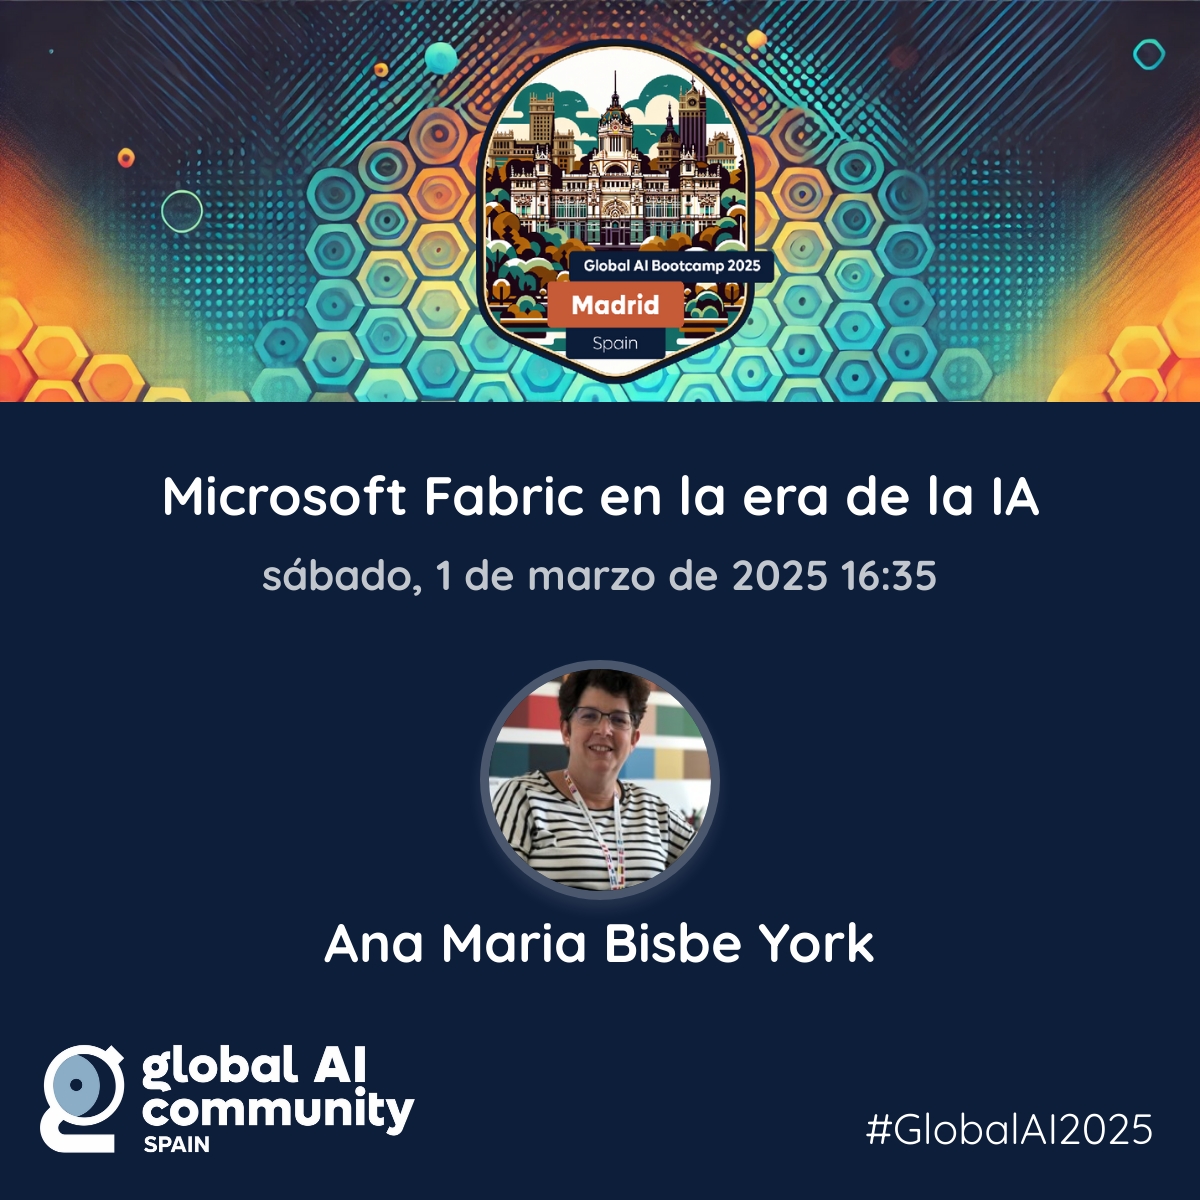 Global AI Bootcamp 2025
Madrid
Spain
Microsoft Fabric en la era de la IA
sábado, 1 de marzo de 2025 16:35
Ana Maria Bisbe York
global AI
community
SPAIN
#GlobalAI2025